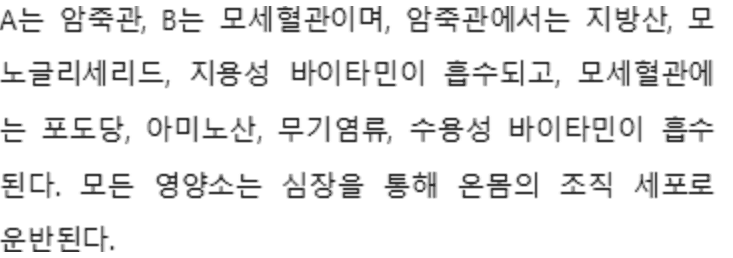 A는 암죽관, B는 모세혈관이며, 암죽관에서는 지방산, 모
노글리세리드, 지용성 바이타민이 흡수되고, 모세혈관에
는 포도당, 아미노산, 무기염류, 수용성 바이타민이 흡수
된다. 모든 영양소는 심장을 통해 온몸의 조직 세포로
운반된다.